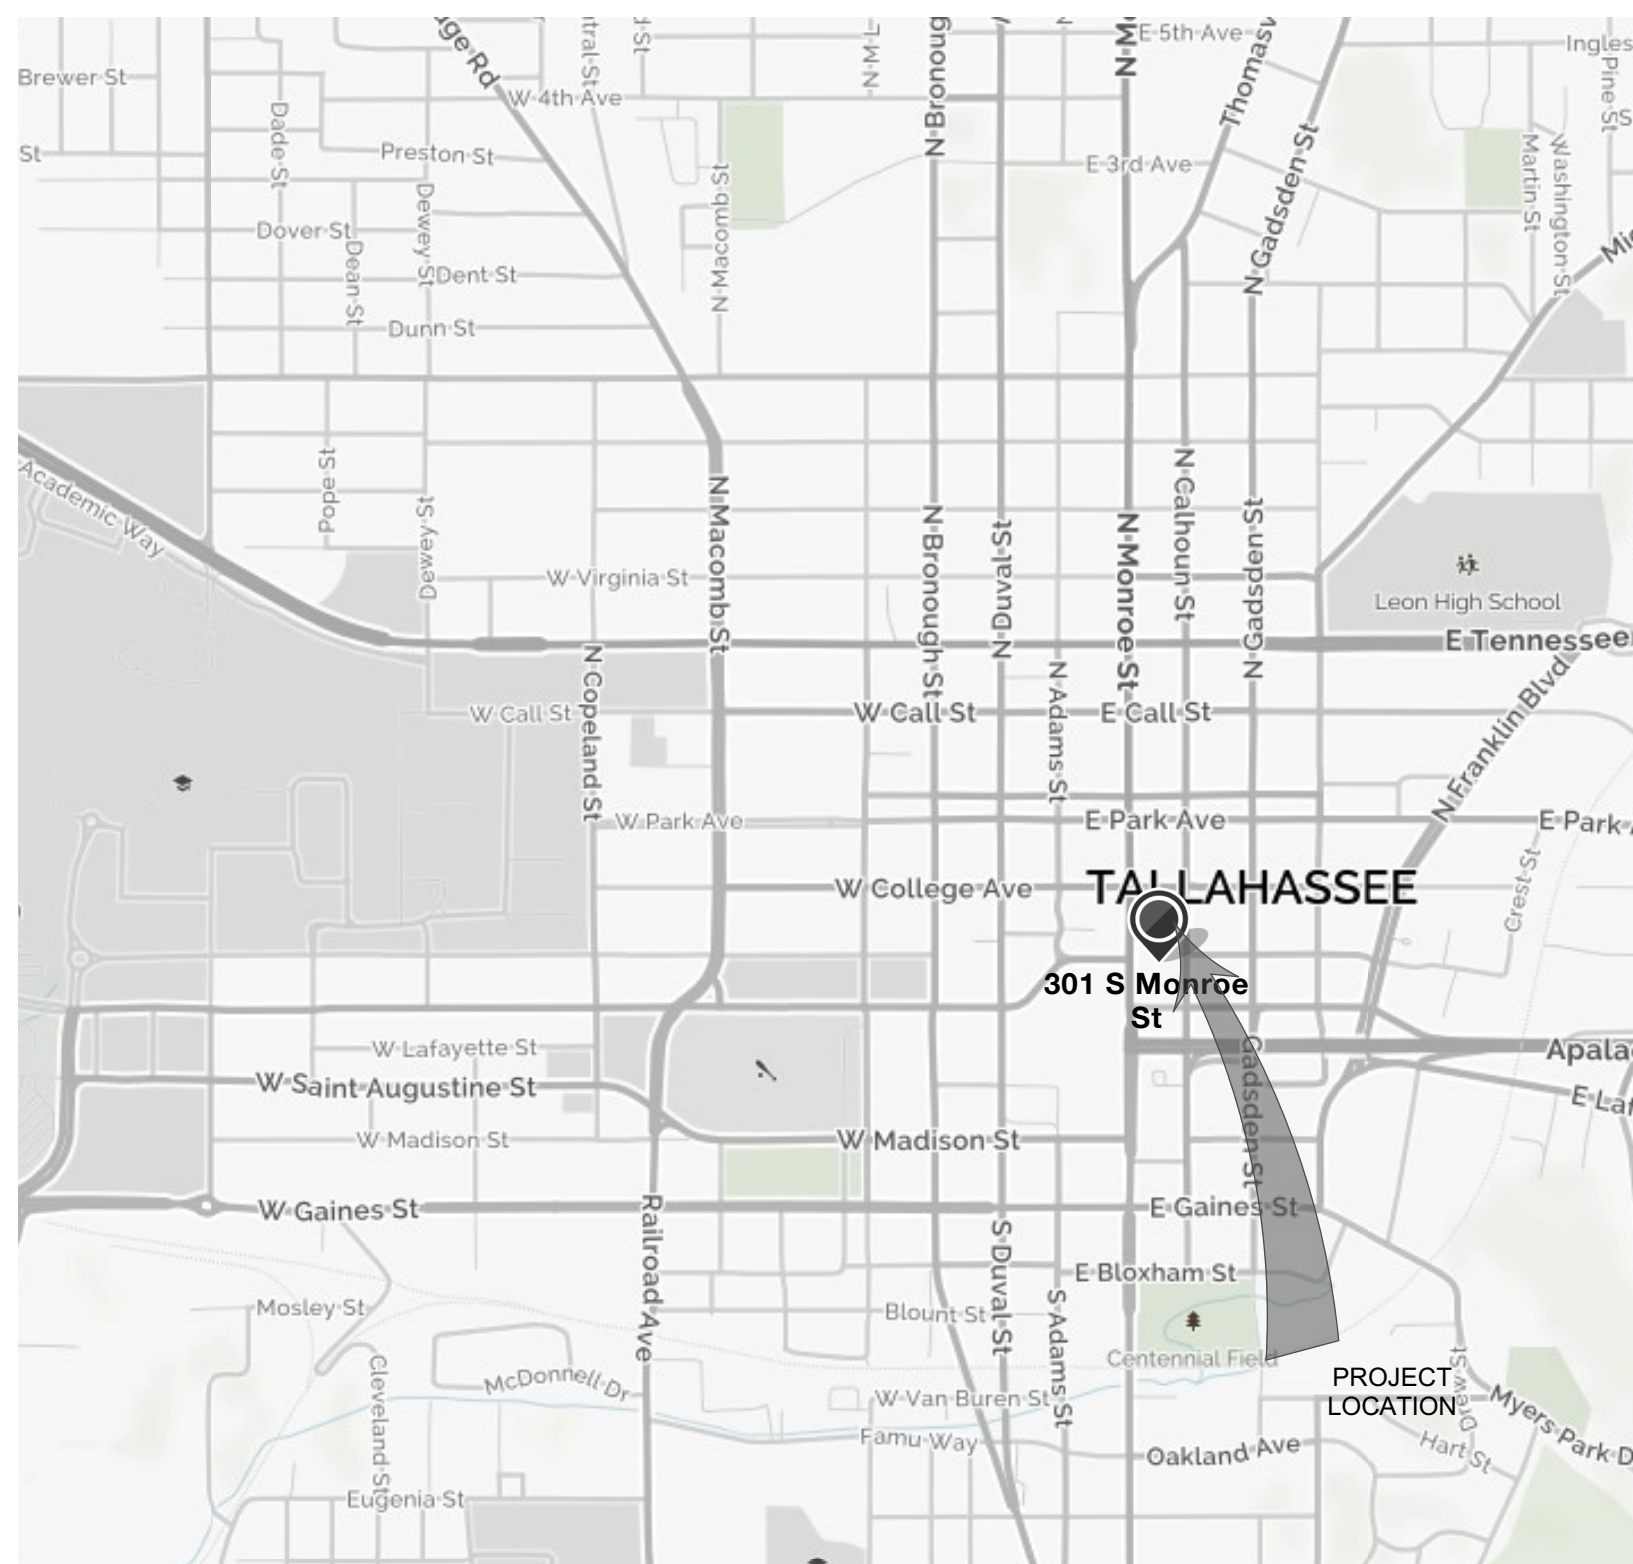 E 5th Ave
Ingles
Brewer St
W 4th Ave
St
Preston St
E 3rd Ave
Dade St
Dewey St
N Macomb St
N Gadsden St
Martin St
Washington St
Dover St
Dean St
Dent St
Dunn St
Academic Way
Pope St
Dewey St
N Macomb St
N Bronough St
N Duval St
N Monroe St
N Calhoun St
N Gadsden St
W Virginia St
Leon High School
E Tennessee
N Copeland St
W Call St
W Call St
N Adams St
E Call St
N Franklin Blvd
W Park Ave
E Park Ave
E Park
W College Ave
TALLAHASSEE
Crest St
301 S Monroe
St
W Lafayette St
Gadsden St
Apala
W Saint Augustine St
E Laf
W Madison St
W Madison St
W Gaines St
E Gaines St
Railroad Ave
S Duval St
E Bloxham St
Mosley St
Blount St
S Adams St
Centennial Field
Cleveland St
McDonnell Dr
W Van Buren St
PROJECT
LOCATION
Drew St
Myers Park D
Famu Way
Oakland Ave
Hart St
Eugenia St